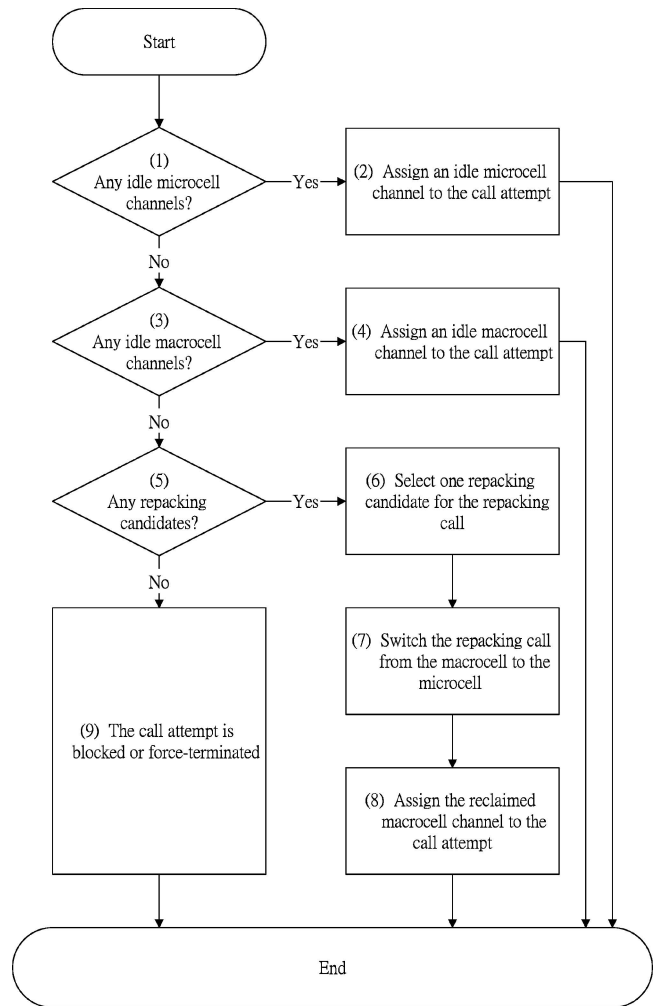 Start
(1)
Any idle microcell
channels?
Yes
(2) Assign an idle microcell
channel to the call attempt
No
(3)
Any idle macrocell
channels?
Yes
(4) Assign an idle macrocell
channel to the call attempt
No
(5)
Any repacking
candidates?
Yes
(6) Select one repacking
candidate for the repacking
call
No
(7) Switch the repacking call
from the macrocell to the
microcell
(9) The call attempt is
blocked or force-terminated
(8) Assign the reclaimed
macrocell channel to the
call attempt
End